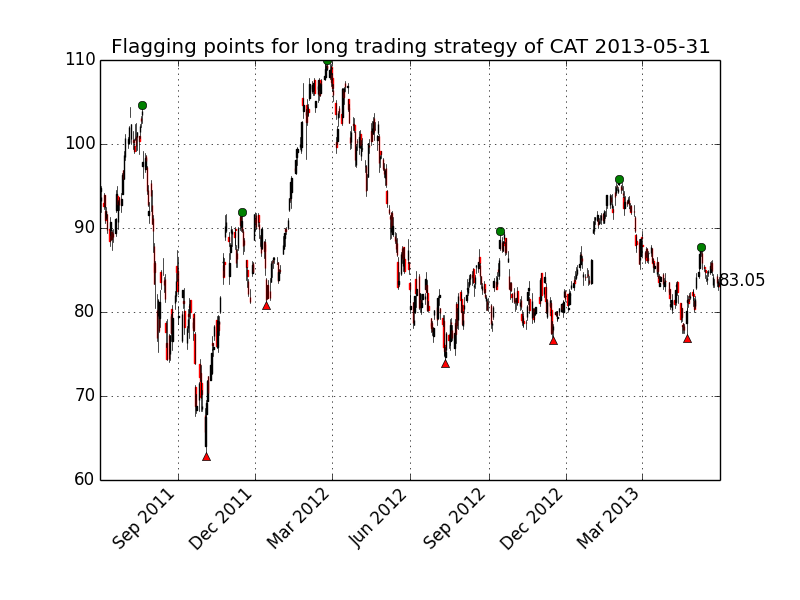 Flagging points for long trading strategy of CAT 2013-05-31
110
100
90
80
70
60
83.05
Sep 2011
Dec 2011
Mar 2012
Jun 2012
Sep 2012
Dec 2012
Mar 2013